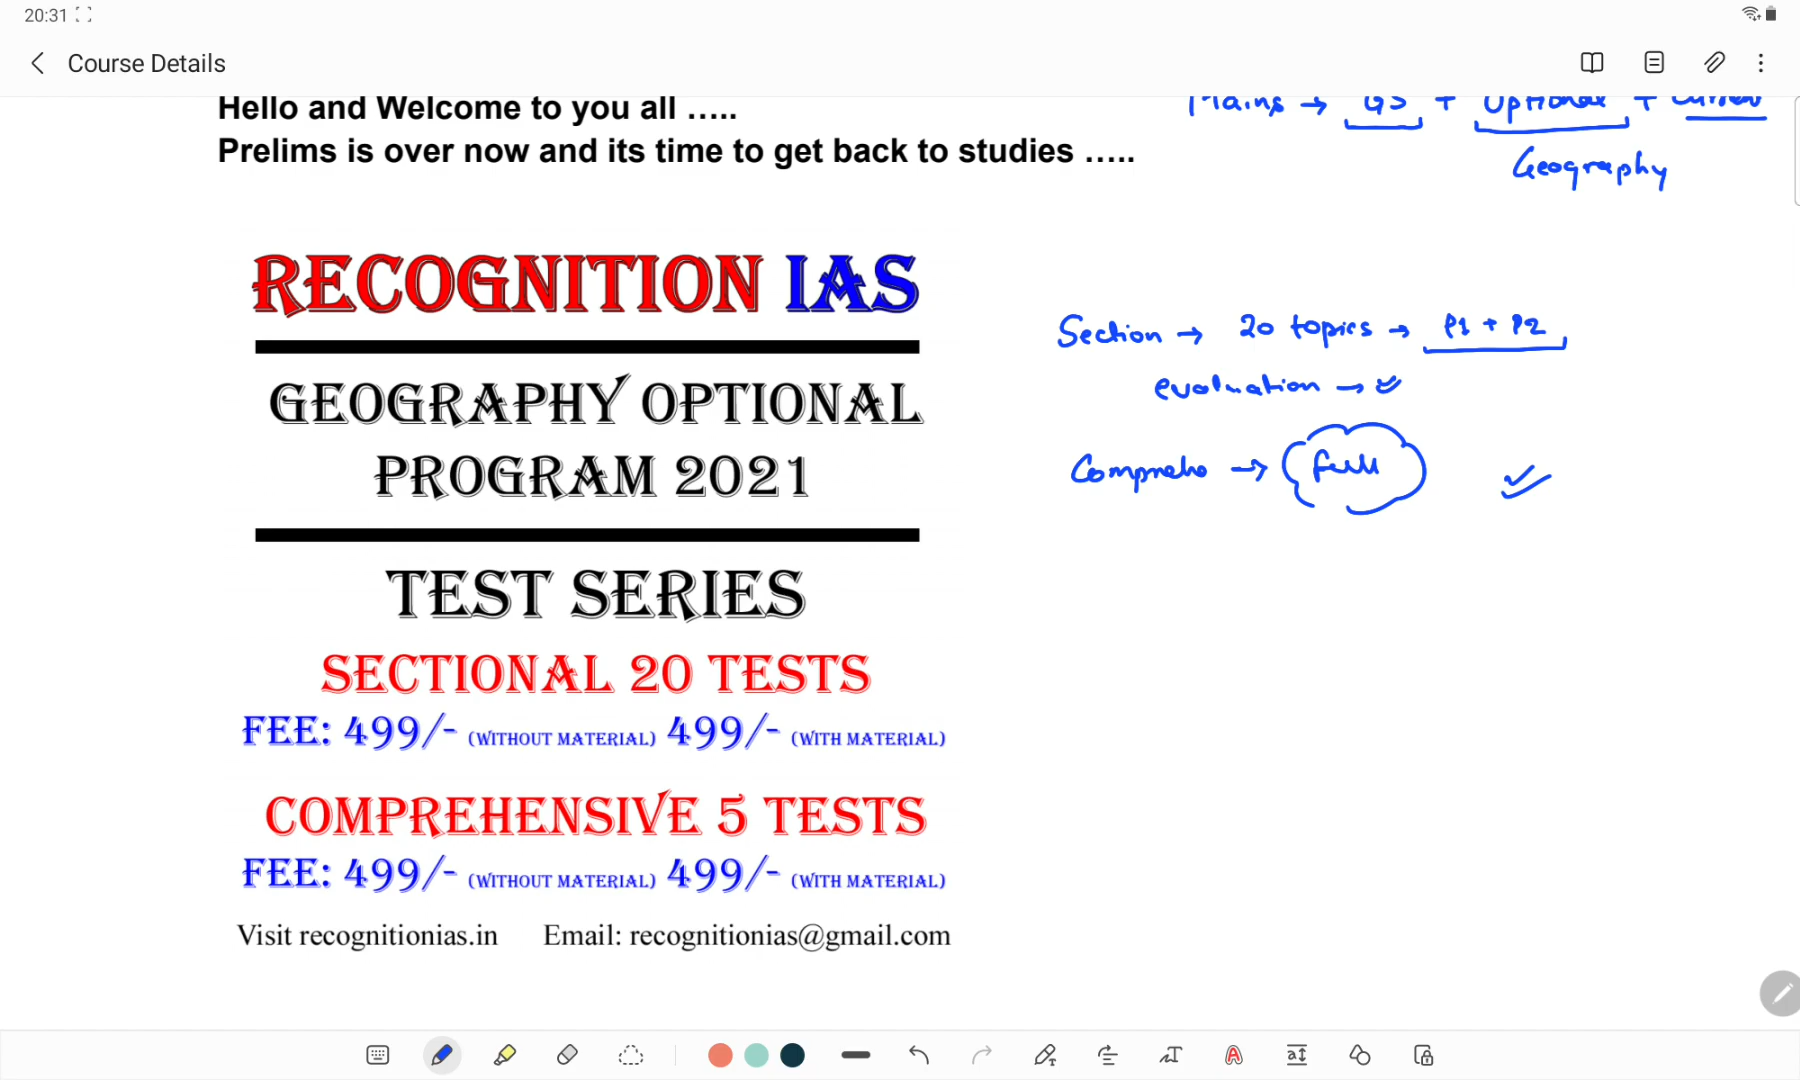 20:31
Course Details
Hello and Welcome to you all .....
Prelims is over now and its time to get back to studies .....
Mains → GS + Optional + Current
Geography
RECOGNITION IAS
GEOGRAPHY OPTIONAL
PROGRAM 2021
TEST SERIES
SECTIONAL 20 TESTS
FEE: 499/- (WITHOUT MATERIAL) 499/- (WITH MATERIAL)
COMPREHENSIVE 5 TESTS
FEE: 499/- (WITHOUT MATERIAL) 499/- (WITH MATERIAL)
Visit recognitionias.in Email: recognitionias@gmail.com
Section → 20 topics → P1 + P2
evaluation →
Comprehe → full